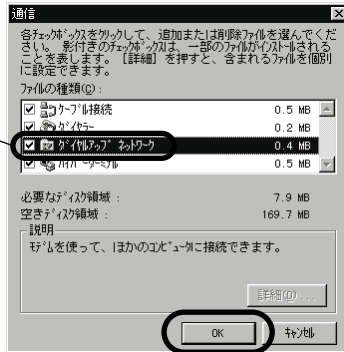 通信
各チェックボックスをクリックして、追加または削除ファイルを選んでくだ
さい。 影付きのチェックボックスは、一部のファイルがインストールされる
ことを表します。［詳細］を押すと、含まれるファイルを個別
に設定できます。
ファイルの種類(C) :
ケーブル接続 0.5 MB
ダイヤラー 0.2 MB
ダイヤルアップ ネットワーク 0.4 MB
ハイパーターミナル 0.5 MB
必要なディスク領域 : 7.9 MB
空きディスク領域 : 169.7 MB
説明
モデムを使って、ほかのコンピュータに接続できます。
詳細(D)...
OK キャンセル